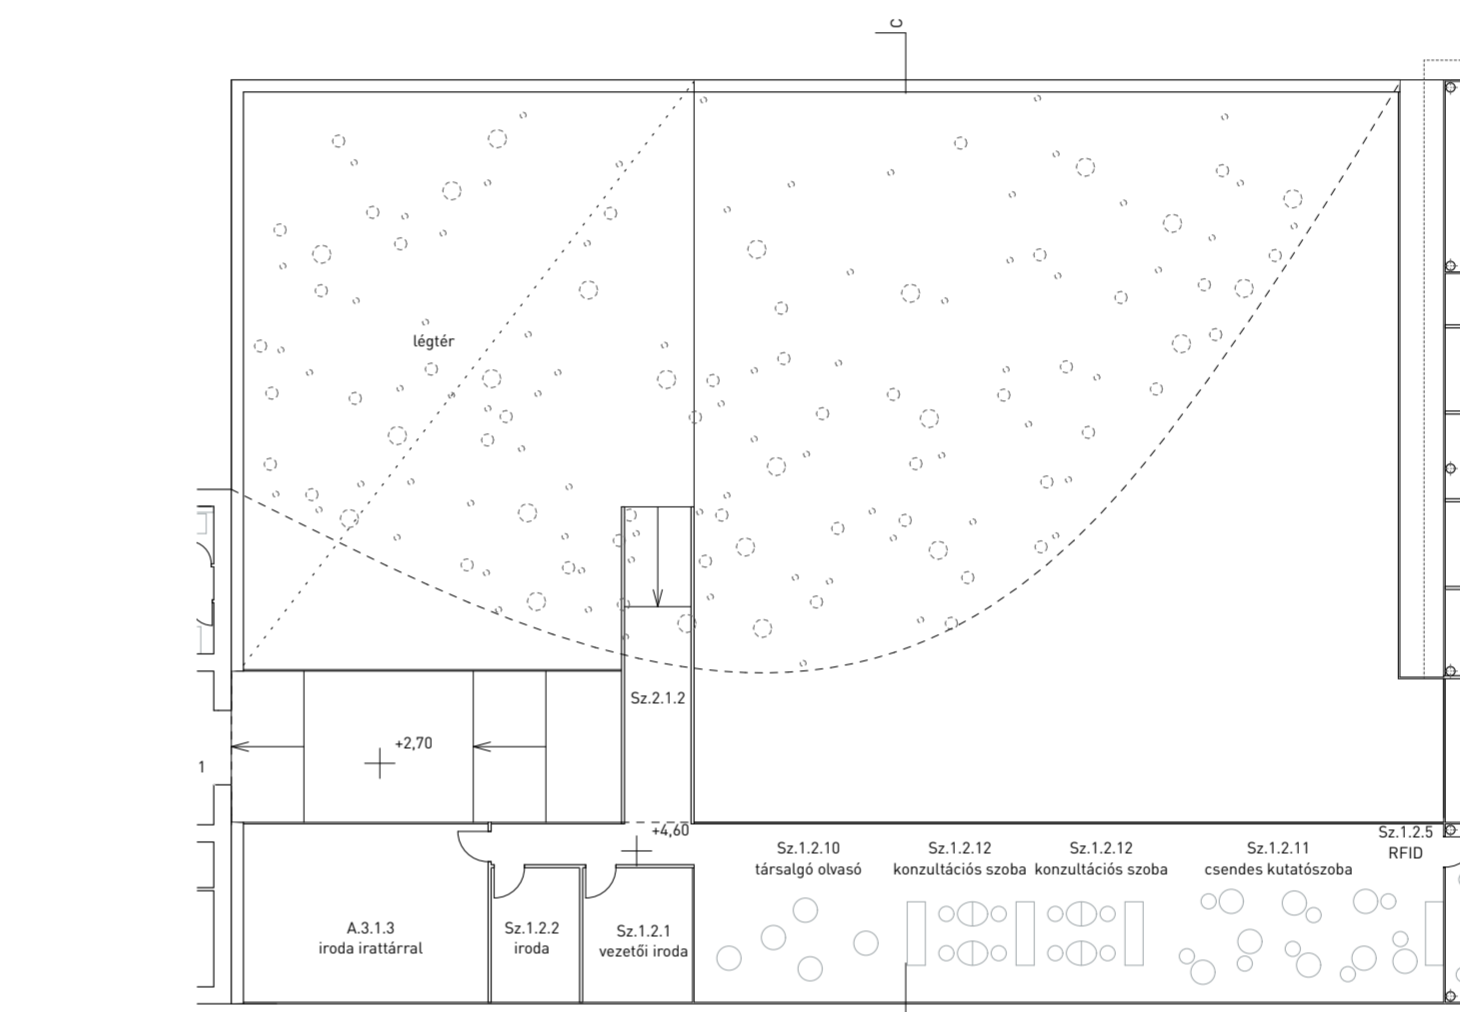 C
légtér
Sz.2.1.2
+2,70
1
+4,60
Sz.1.2.5
RFID
Sz.1.2.10
társalgó olvasó
Sz.1.2.12
konzultációs szoba
Sz.1.2.12
konzultációs szoba
Sz.1.2.11
csendes kutatószoba
A.3.1.3
iroda irattárral
Sz.1.2.2
iroda
Sz.1.2.1
vezetői iroda